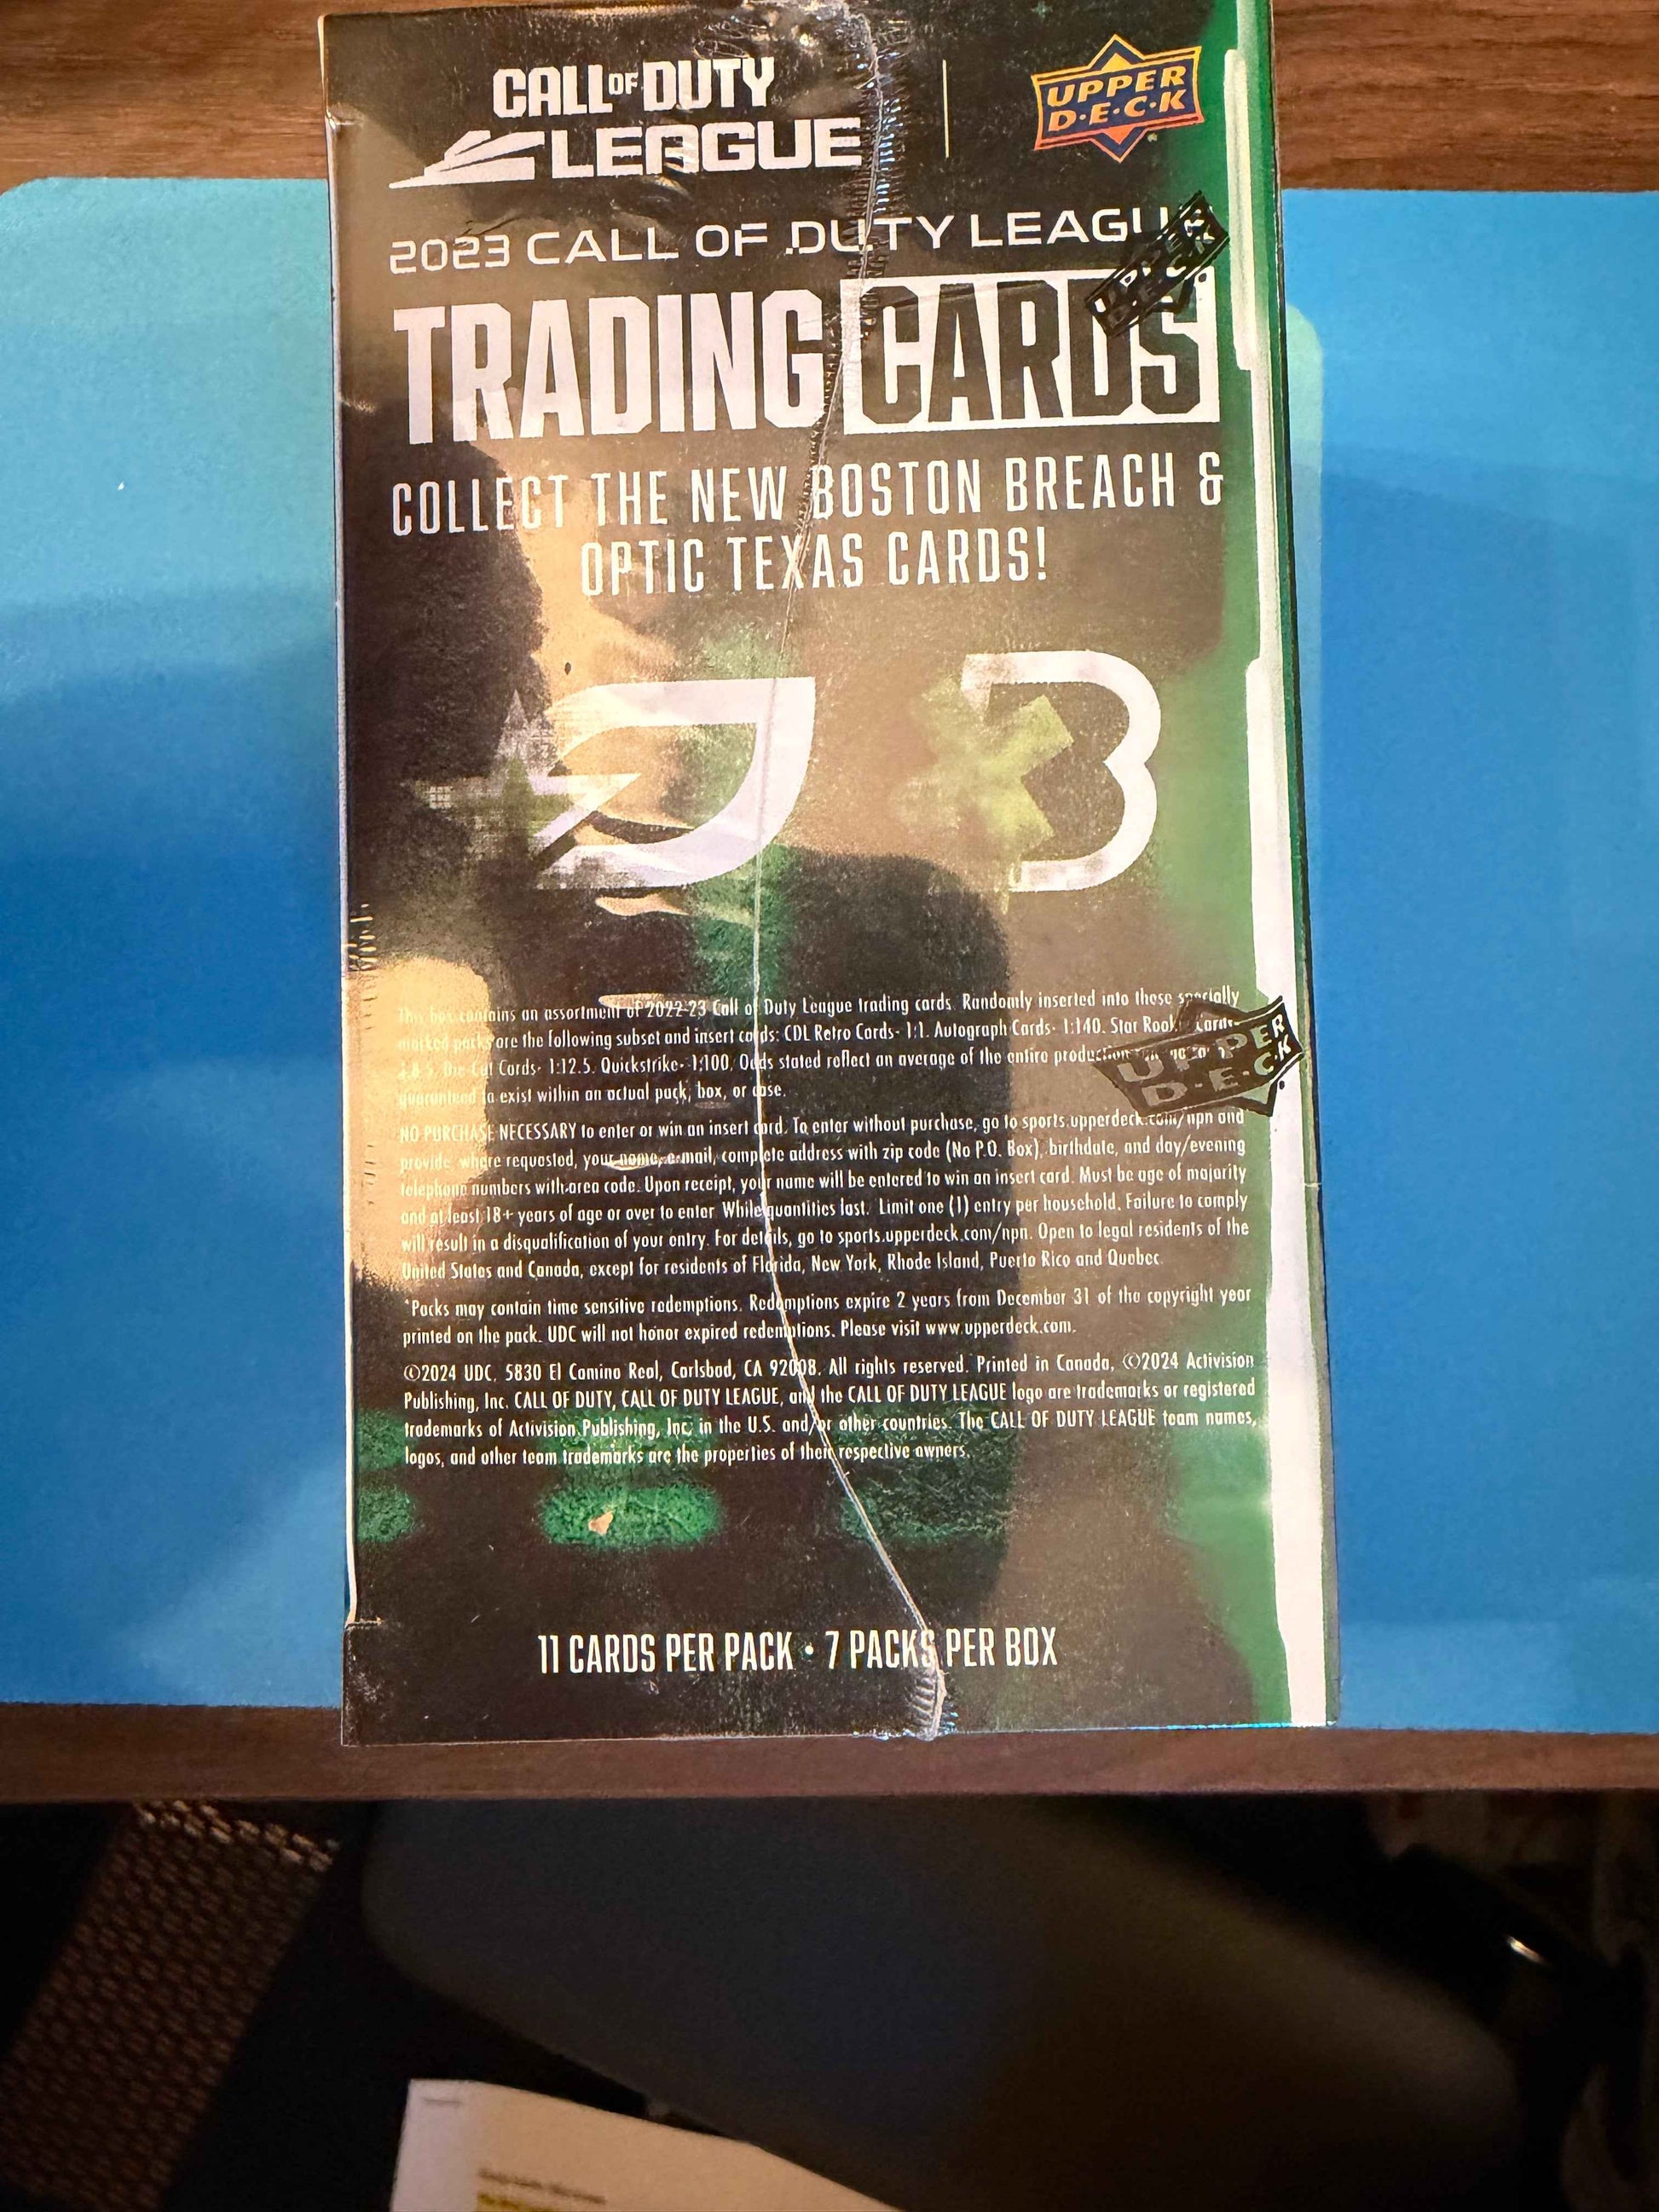 CALL OF DUTY
LEAGUE
UPPER
D·E·C·K
2023 CALL OF DUTY LEAGUE
TRADING CARDS
COLLECT THE NEW BOSTON BREACH &
OPTIC TEXAS CARDS!
B
This box contains an assortment of 2022-23 Call of Duty League trading cards. Randomly inserted into these specially
marked packs are the following subset and insert cards: CDL Retro Cards- 1:1. Autograph Cards- 1:140. Star Cards-
Die-Cut Cards- 1:12.5. Quickstrike- 1:100. Odds stated reflect an average of the entire production
guaranteed to exist within an actual pack, box, or case.
UPPER
D·E·C·K
NO PURCHASE NECESSARY to enter or win an insert card. To enter without purchase, go to sports.upperdeck.com/npn and
provide, where requested, your name, e-mail, complete address with zip code (No P.O. Box), birthdate, and day/evening
telephone numbers with area code. Upon receipt, your name will be entered to win an insert card. Must be age of majority
and at least 18+ years of age or over to enter. While quantities last. Limit one (1) entry per household. Failure to comply
will result in a disqualification of your entry. For details, go to sports.upperdeck.com/npn. Open to legal residents of the
United States and Canada, except for residents of Florida, New York, Rhode Island, Puerto Rico and Quebec.
*Packs may contain time sensitive redemptions. Redemptions expire 2 years from December 31 of the copyright year
printed on the pack. UDC will not honor expired redemptions. Please visit www.upperdeck.com.
©2024 UDC, 5830 El Camino Real, Carlsbad, CA 92008. All rights reserved. Printed in Canada, ©2024 Activision
Publishing, Inc. CALL OF DUTY, CALL OF DUTY LEAGUE, and the CALL OF DUTY LEAGUE logo are trademarks or registered
trademarks of Activision Publishing, Inc. in the U.S. and/or other countries. The CALL OF DUTY LEAGUE team names,
logos, and other team trademarks are the properties of their respective owners.
11 CARDS PER PACK • 7 PACKS PER BOX